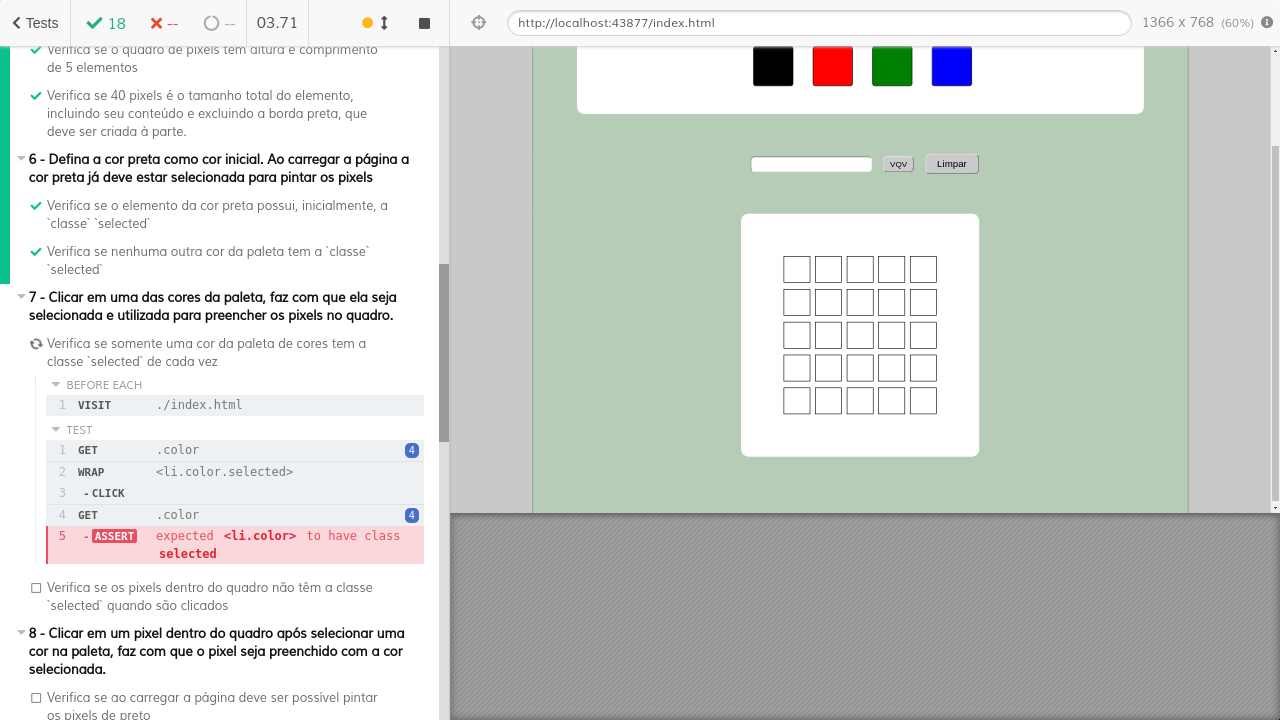 Tests
18
--
--
03.71
http://localhost:43877/index.html
1366 x 768 (60%)
Verifica se o quadro de pixels têm altura e comprimento
de 5 elementos
Verifica se 40 pixels é o tamanho total do elemento,
incluindo seu conteúdo e excluindo a borda preta, que
deve ser criada à parte.
6 - Defina a cor preta como cor inicial. Ao carregar a página a
cor preta já deve estar selecionada para pintar os pixels
Verifica se o elemento da cor preta possui, inicialmente, a
`classe` `selected`
Verifica se nenhuma outra cor da paleta tem a `classe`
`selected`
7 - Clicar em uma das cores da paleta, faz com que ela seja
selecionada e utilizada para preencher os pixels no quadro.
Verifica se somente uma cor da paleta de cores tem a
classe `selected` de cada vez
BEFORE EACH
1 VISIT ./index.html
TEST
1 GET .color 4
2 WRAP <li.color.selected>
3 -CLICK
4 GET .color 4
5 -ASSERT expected <li.color> to have class
selected
Verifica se os pixels dentro do quadro não têm a classe
`selected` quando são clicados
8 - Clicar em um pixel dentro do quadro após selecionar uma
cor na paleta, faz com que o pixel seja preenchido com a cor
selecionada.
Verifica se ao carregar a página deve ser possível pintar
os pixels de preto
VQV
Limpar